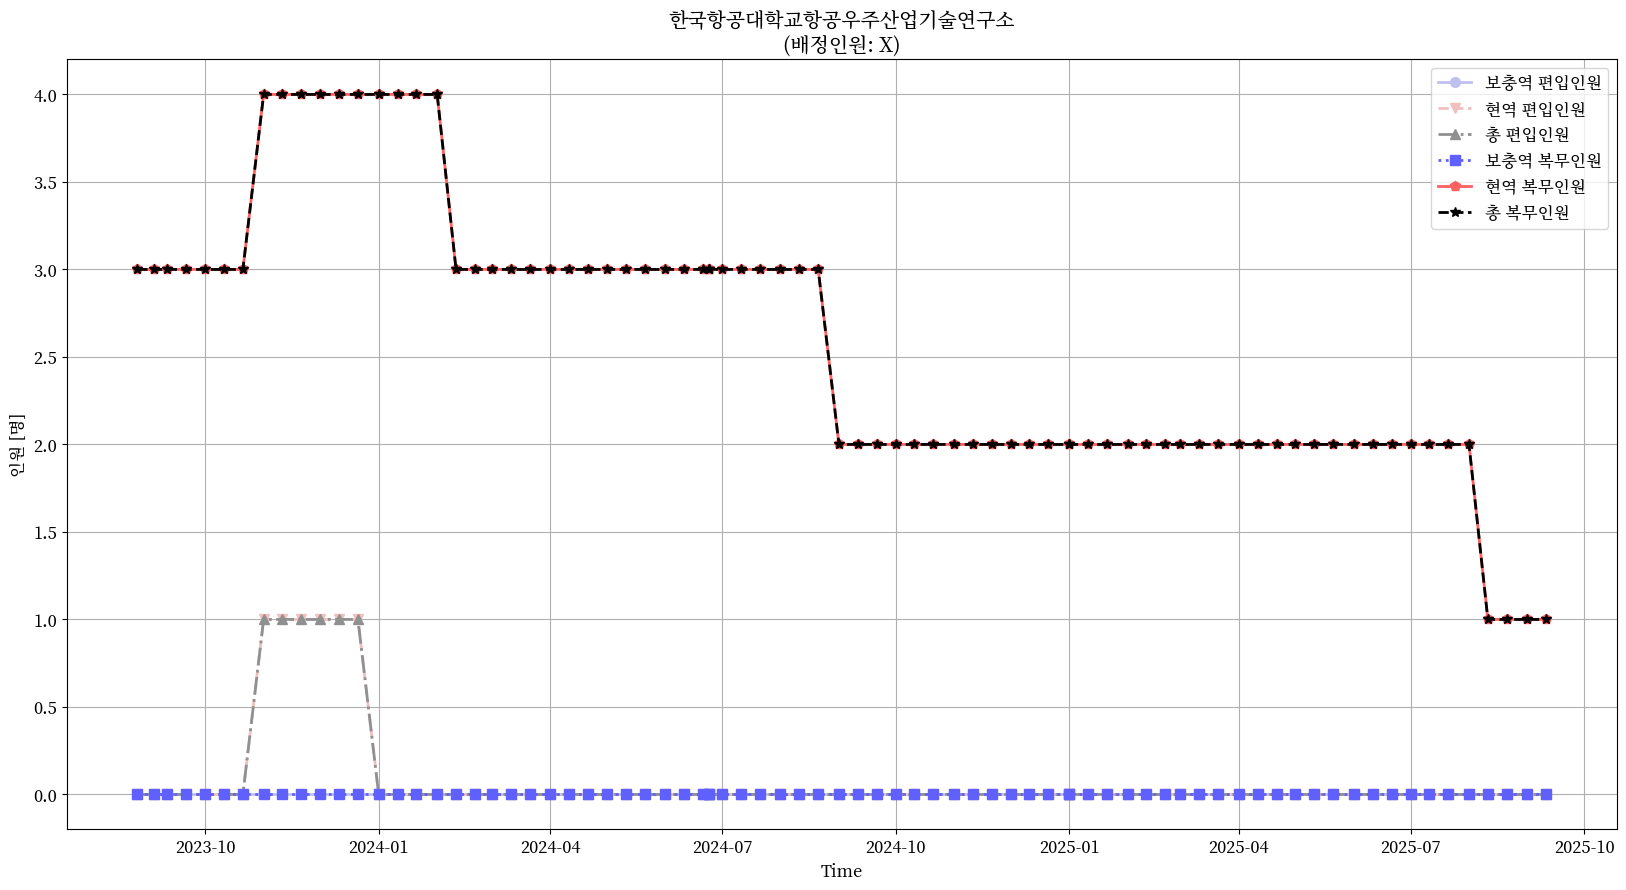 한국항공대학교항공우주산업기술연구소
(배정인원: X)
보충역 편입인원
현역 편입인원
총 편입인원
보충역 복무인원
현역 복무인원
총 복무인원
인원 [명]
4.0
3.5
3.0
2.5
2.0
1.5
1.0
0.5
0.0
2023-10
2024-01
2024-04
2024-07
2024-10
2025-01
2025-04
2025-07
2025-10
Time